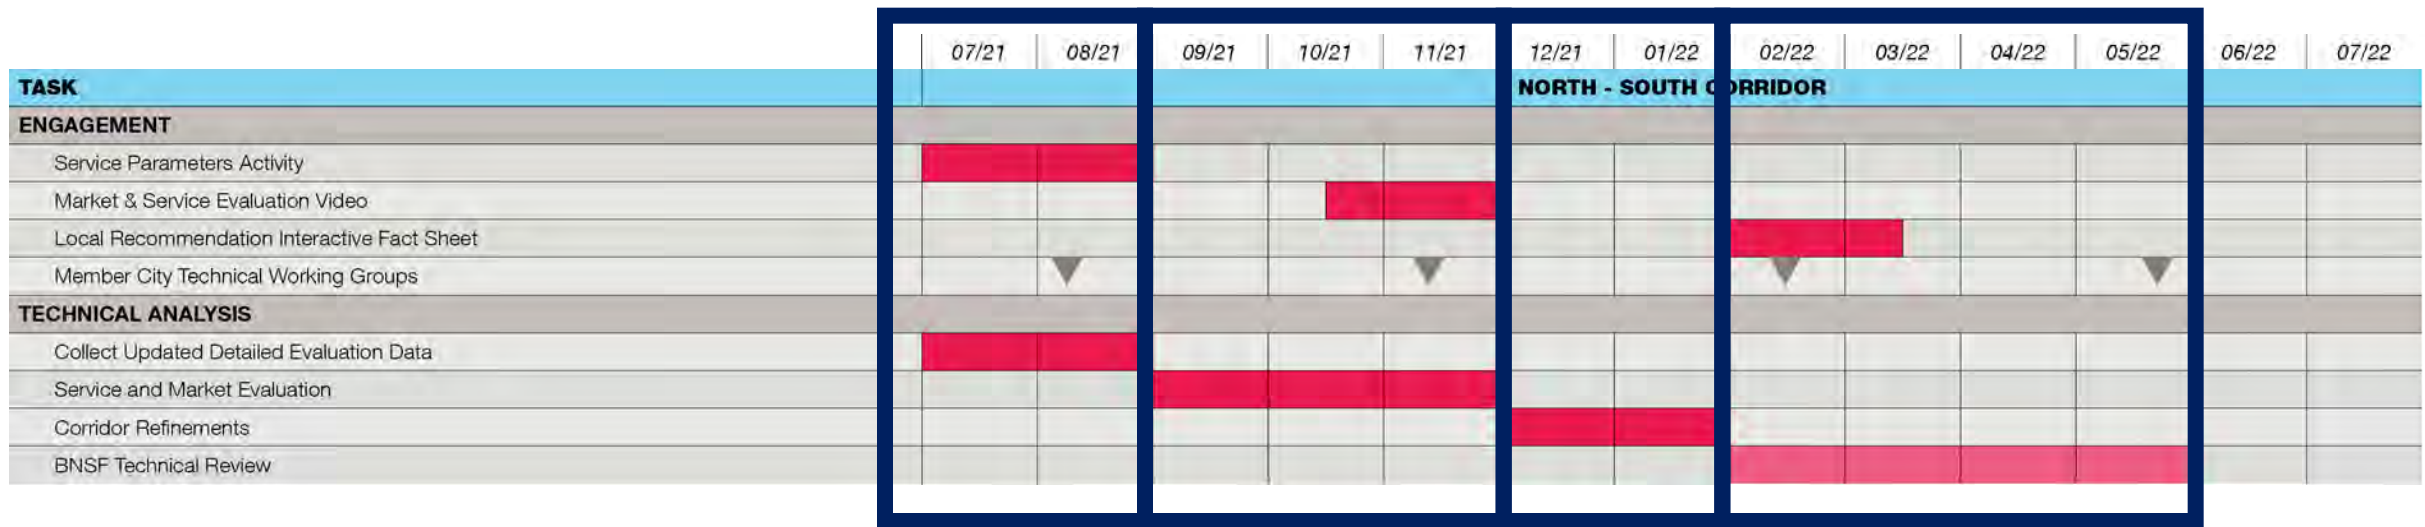 07/21 08/21 09/21 10/21 11/21 12/21 01/22 02/22 03/22 04/22 05/22 06/22 07/22
TASK NORTH - SOUTH CORRIDOR
ENGAGEMENT
Service Parameters Activity
Market & Service Evaluation Video
Local Recommendation Interactive Fact Sheet
Member City Technical Working Groups
TECHNICAL ANALYSIS
Collect Updated Detailed Evaluation Data
Service and Market Evaluation
Corridor Refinements
BNSF Technical Review